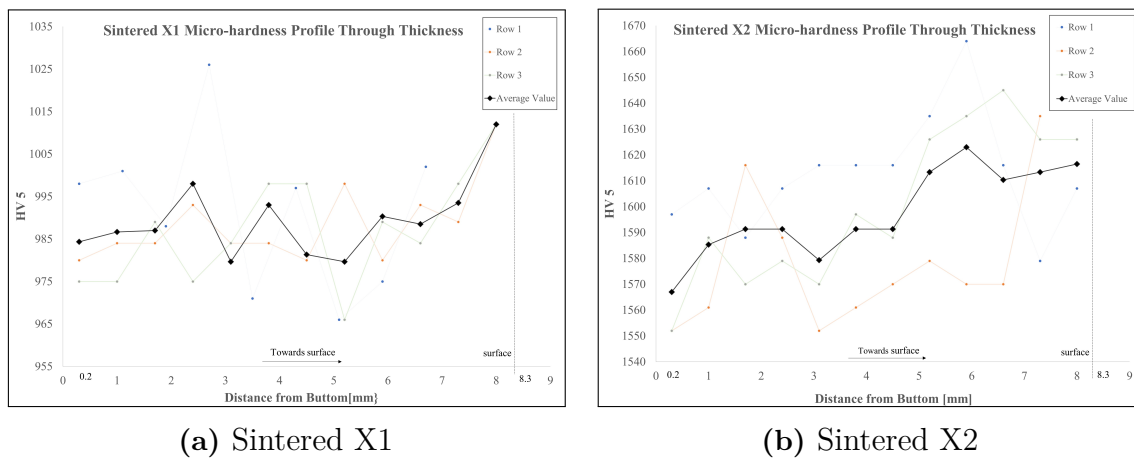 Sintered X1 Micro-hardness Profile Through Thickness
Row 1
Row 2
Row 3
Average Value
HV 5
1035
1025
1015
1005
995
985
975
965
955
0
0.2
1
2
3
4
5
6
7
8
8.3
9
Towards surface
surface
Distance from Buttom[mm}
(a) Sintered X1
Sintered X2 Micro-hardness Profile Through Thickness
Row 1
Row 2
Row 3
Average Value
HV 5
1670
1660
1650
1640
1630
1620
1610
1600
1590
1580
1570
1560
1550
1540
0
0.2
1
2
3
4
5
6
7
8
8.3
9
Towards surface
surface
Distance from Buttom [mm]
(b) Sintered X2